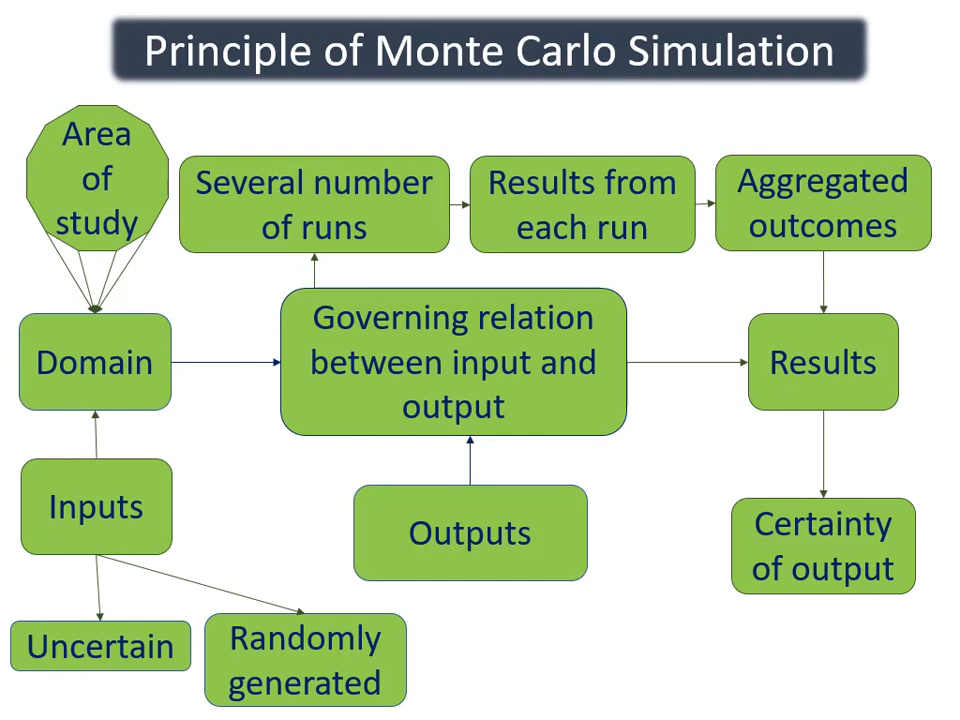 Principle of Monte Carlo Simulation
Area
of
study
Several number
of runs
Results from
each run
Aggregated
outcomes
Domain
Governing relation
between input and
output
Results
Inputs
Outputs
Certainty
of output
Uncertain
Randomly
generated